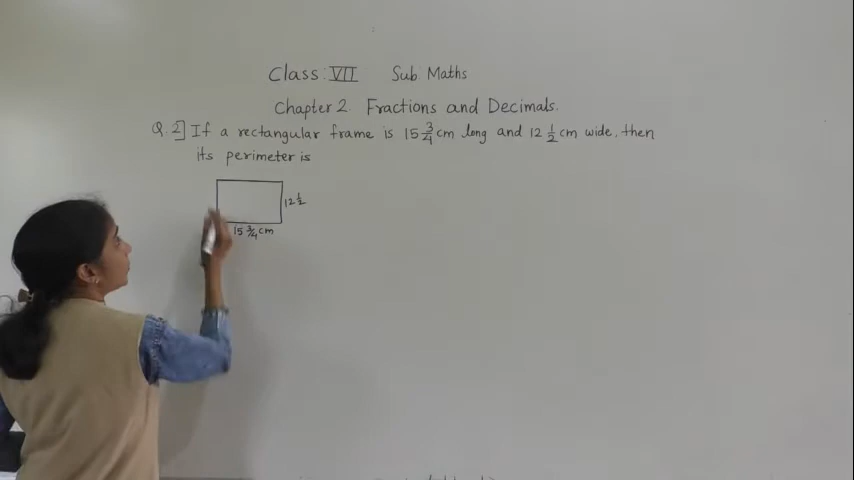 Class: VII Sub. Maths
Chapter 2 Fractions and Decimals.
Q.2] If a rectangular frame is 15 3/4 cm long and 12 1/2 cm wide, then
its perimeter is
12 1/2
15 3/4 cm